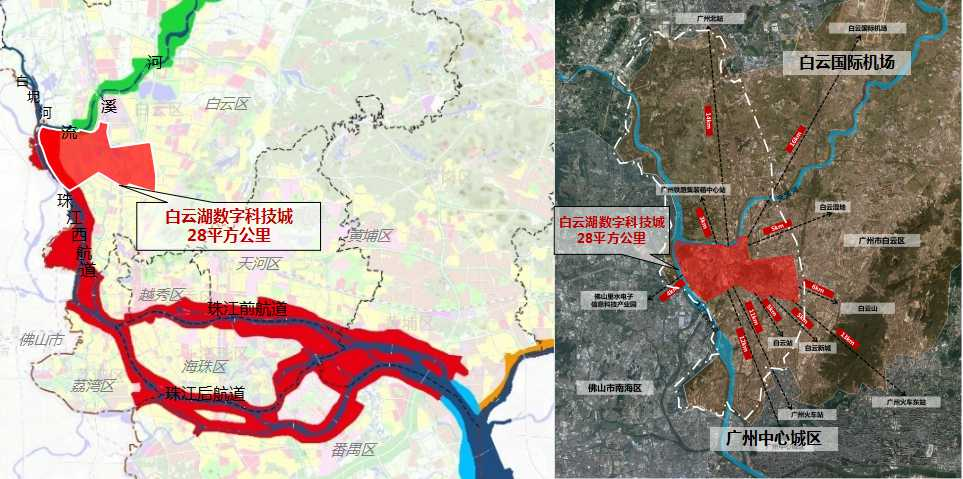 白坭河
流溪河
白云区
白云湖数字科技城
28平方公里
珠江西航道
黄埔区
天河区
越秀区
珠江前航道
佛山市
海珠区
荔湾区
珠江后航道
番禺区
广州北站
白云国际机场
白云国际机场
14km
16km
广州铁路集装箱中心站
3km
白云湿地
5km
白云湖数字科技城
28平方公里
广州市白云区
佛山里水电子
信息科技产业园
6km
白云山
11km
12km
13km
白云站
白云新城
佛山市南海区
广州火车东站
广州火车站
广州中心城区